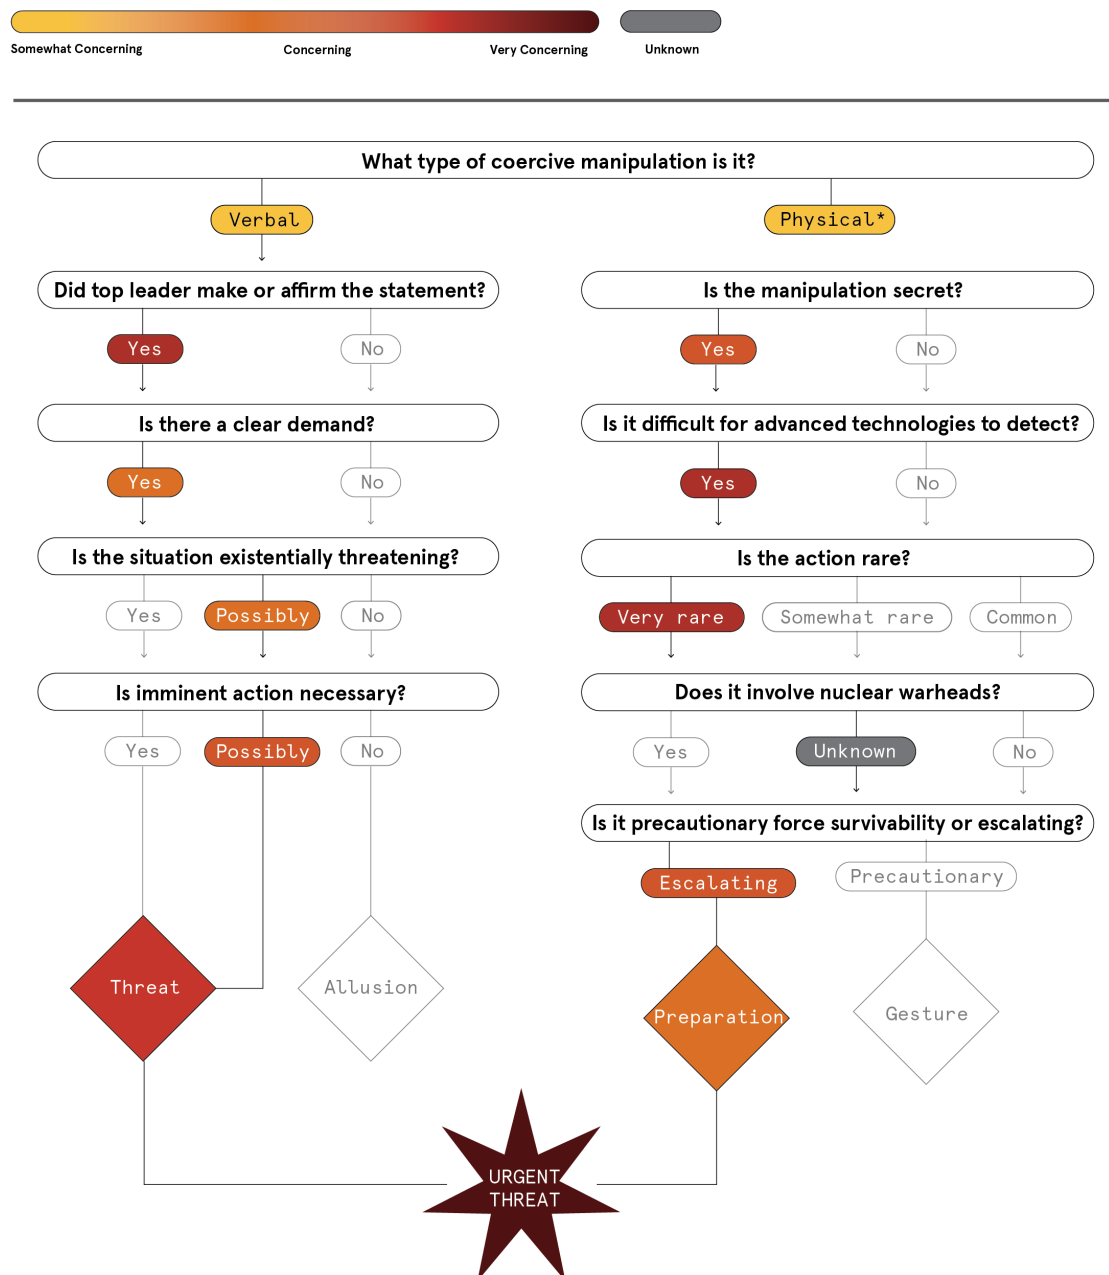 Somewhat Concerning
Concerning
Very Concerning
Unknown
What type of coercive manipulation is it?
Verbal
Physical*
Did top leader make or affirm the statement?
Is the manipulation secret?
Yes
No
Yes
No
Is there a clear demand?
Is it difficult for advanced technologies to detect?
Yes
No
Yes
No
Is the situation existentially threatening?
Is the action rare?
Yes
Possibly
No
Very rare
Somewhat rare
Common
Is imminent action necessary?
Does it involve nuclear warheads?
Yes
Possibly
No
Yes
Unknown
No
Is it precautionary force survivability or escalating?
Escalating
Precautionary
Threat
Allusion
Preparation
Gesture
URGENT
THREAT